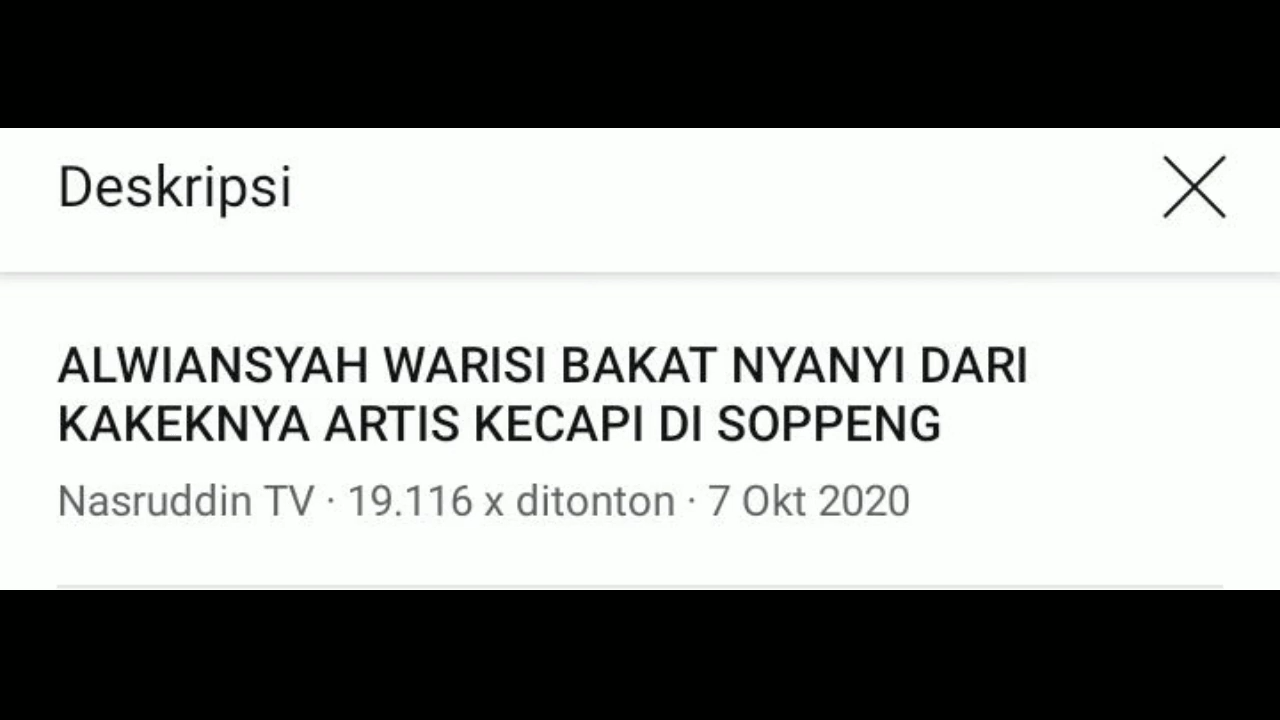 Deskripsi
ALWIANSYAH WARISI BAKAT NYANYI DARI
KAKEKNYA ARTIS KECAPI DI SOPPENG
Nasruddin TV · 19.116 x ditonton · 7 Okt 2020